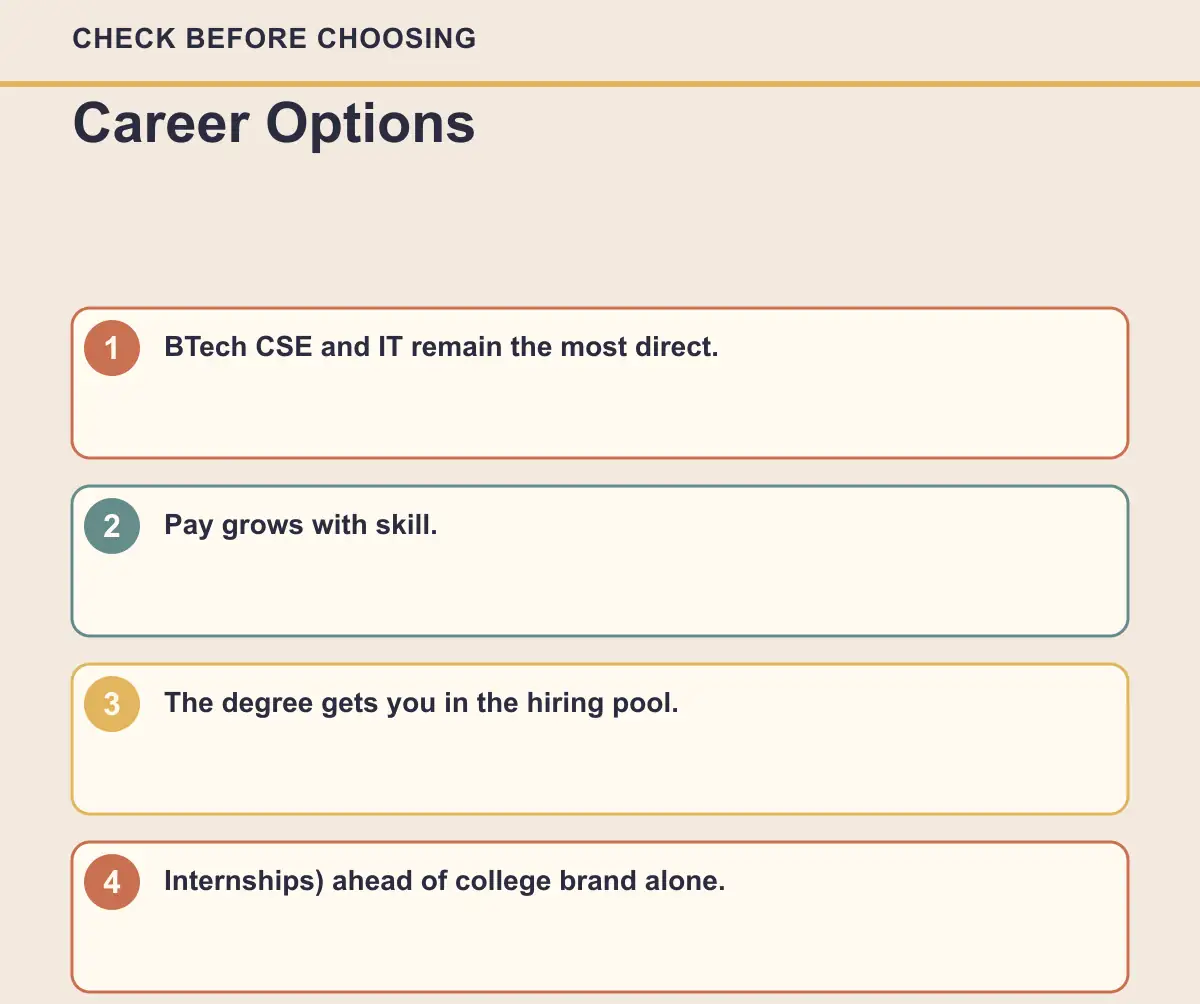 CHECK BEFORE CHOOSING
Career Options
1 BTech CSE and IT remain the most direct.
2 Pay grows with skill.
3 The degree gets you in the hiring pool.
4 Internships) ahead of college brand alone.